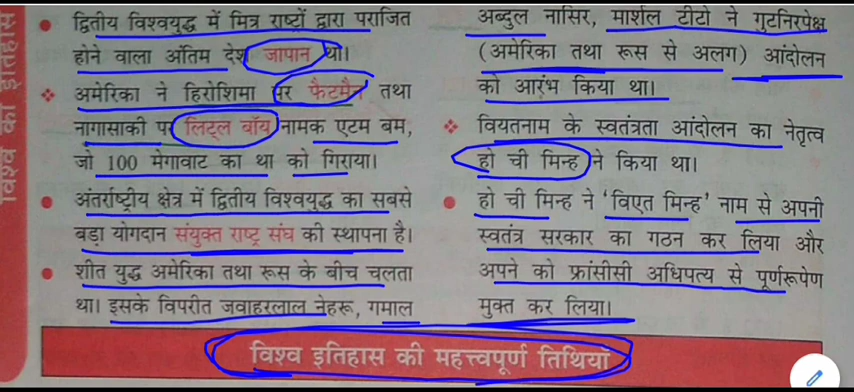 विश्व का इतिहास
● द्वितीय विश्वयुद्ध में मित्र राष्टों द्वारा पराजित
होने वाला अंतिम देश जापान था।
❖ अमेरिका ने हिरोशिमा पर फैटमैन तथा
नागासाकी पर लिट्ल बॉय नामक एटम बम,
जो 100 मेगावाट का था को गिराया।
● अंतर्राष्ट्रीय क्षेत्र में द्वितीय विश्वयुद्ध का सबसे
बड़ा योगदान संयुक्त राष्ट्र संघ की स्थापना है।
● शीत युद्ध अमेरिका तथा रूस के बीच चलता
था। इसके विपरीत जवाहरलाल नेहरू, गमाल
अब्दुल नासिर, मार्शल टीटो ने गुटनिरपेक्ष
(अमेरिका तथा रूस से अलग) आंदोलन
को आरंभ किया था।
❖ वियतनाम के स्वतंत्रता आंदोलन का नेतृत्व
हो ची मिन्ह ने किया था।
● हो ची मिन्ह ने ‘विएत मिन्ह’ नाम से अपनी
स्वतंत्र सरकार का गठन कर लिया और
अपने को फ्रांसीसी अधिपत्य से पूर्णरूपेण
मुक्त कर लिया।
विश्व इतिहास की महत्त्वपूर्ण तिथियां